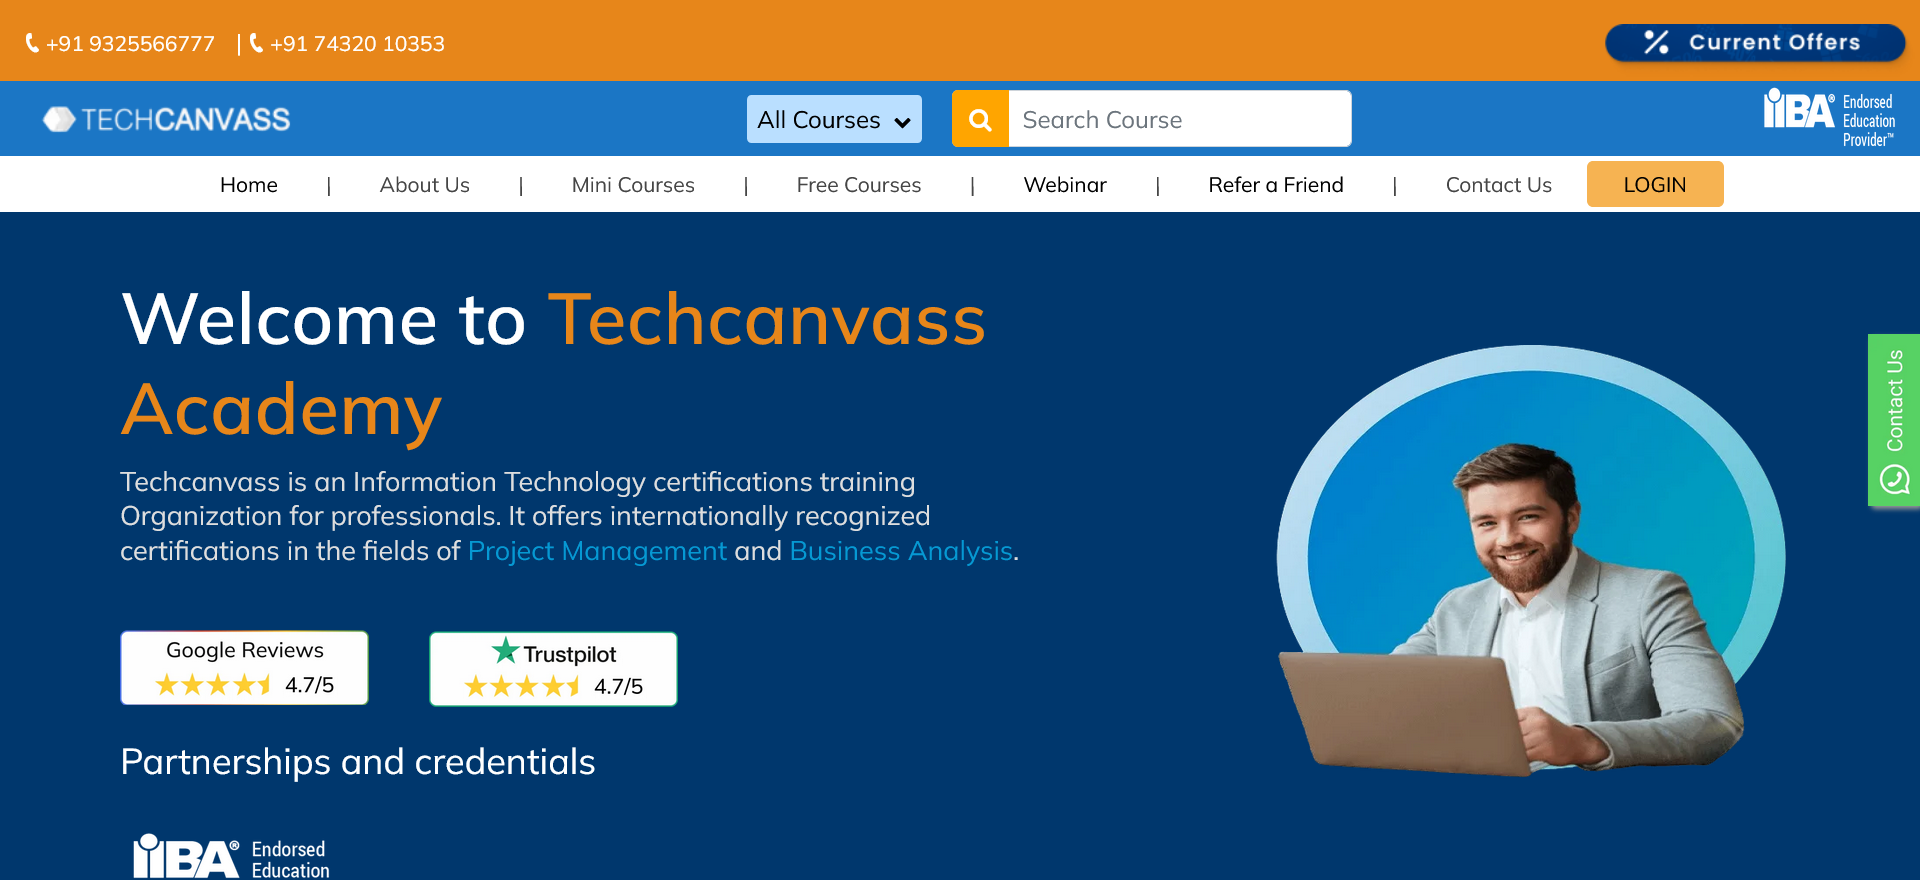 +91 9325566777 | +91 74320 10353
Current Offers
TECHCANVASS
All Courses
Search Course
IIBA® Endorsed
Education
Provider™
Home | About Us | Mini Courses | Free Courses | Webinar | Refer a Friend | Contact Us
LOGIN
Welcome to Techcanvass
Academy
Techcanvass is an Information Technology certifications training
Organization for professionals. It offers internationally recognized
certifications in the fields of Project Management and Business Analysis.
Google Reviews
4.7/5
Trustpilot
4.7/5
Contact Us
Partnerships and credentials
IIBA® Endorsed
Education